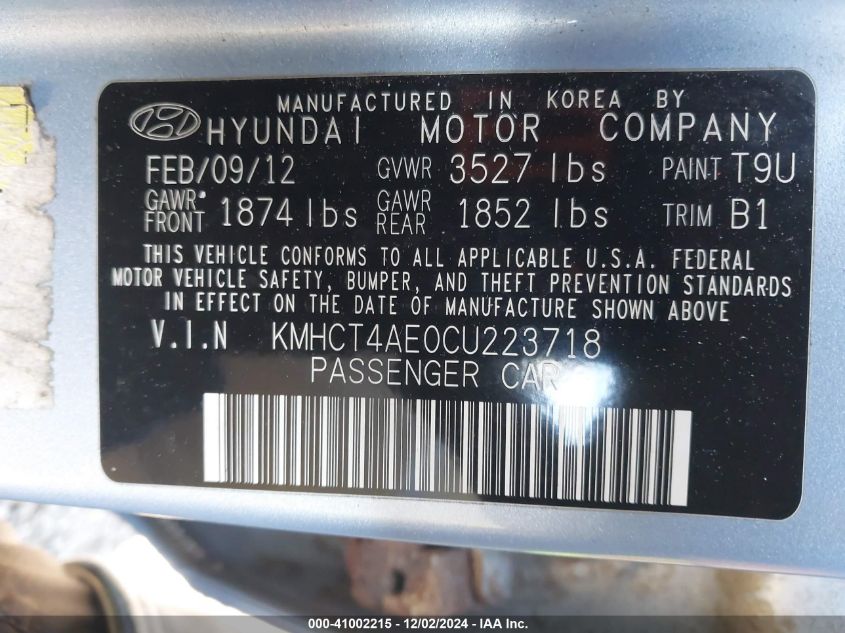 MANUFACTURED IN KOREA BY
HYUNDAI MOTOR COMPANY
FEB/09/12 GVWR 3527 lbs PAINT T9U
GAWR FRONT 1874 lbs GAWR REAR 1852 lbs TRIM B1
THIS VEHICLE CONFORMS TO ALL APPLICABLE U.S.A. FEDERAL
MOTOR VEHICLE SAFETY, BUMPER, AND THEFT PREVENTION STANDARDS
IN EFFECT ON THE DATE OF MANUFACTURE SHOWN ABOVE
V.I.N KMHCT4AE0CU223718
PASSENGER CAR
000-41002215 - 12/02/2024 - IAA Inc.